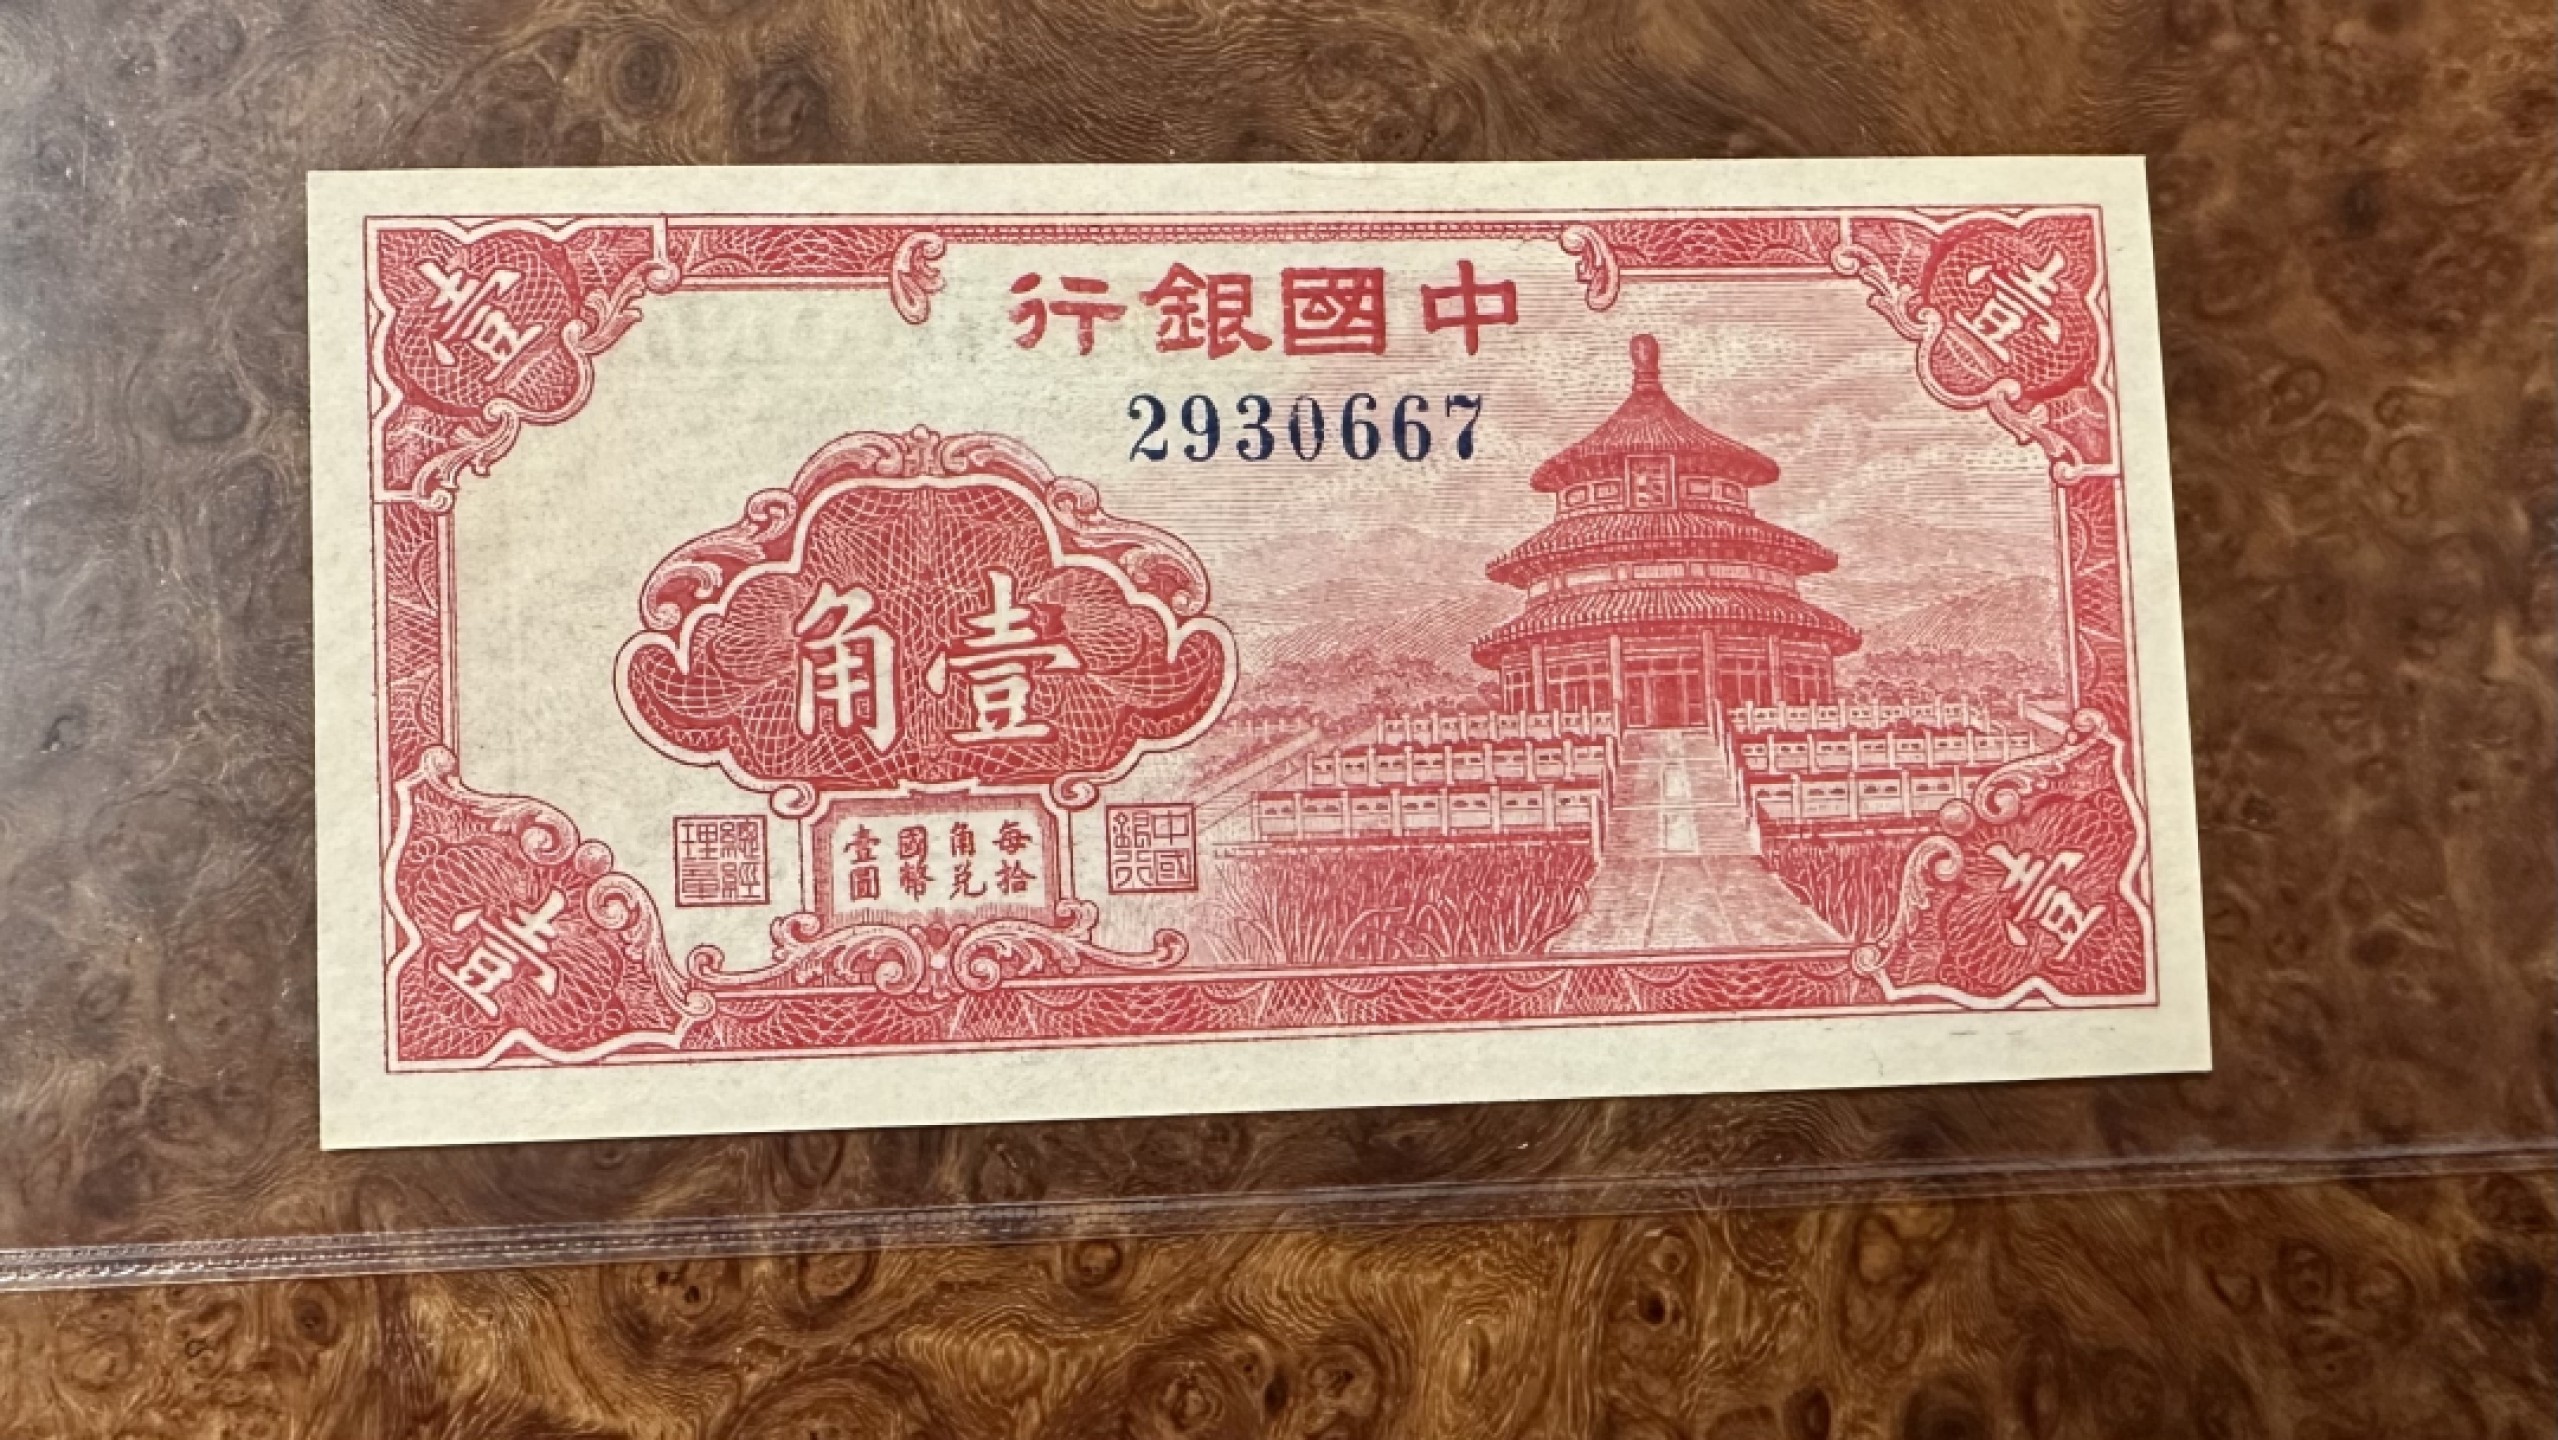 壹
壹
中國銀行
2930667
壹角
每拾
角兌
國幣
壹圓
中國
銀行
總經
理章
壹
壹